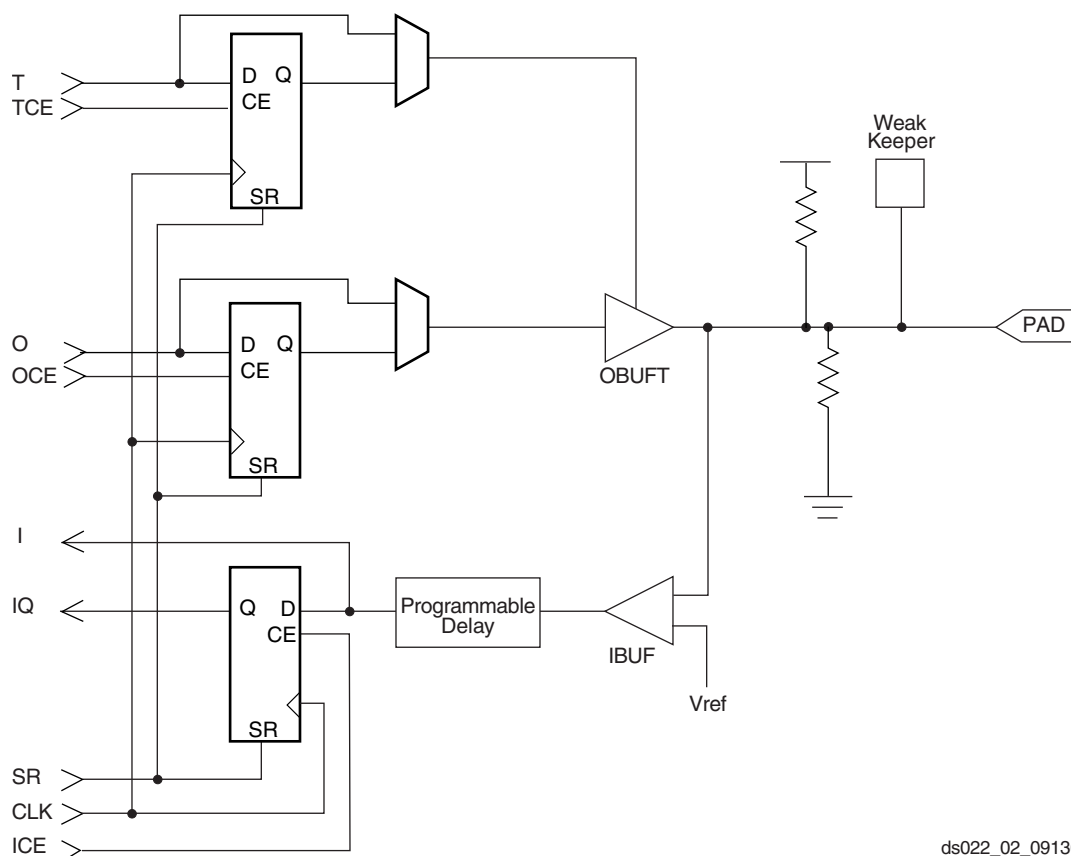 T
TCE
D Q
CE
SR
Weak
Keeper
O
OCE
D Q
CE
SR
OBUFT
PAD
I
IQ
Q D
CE
SR
Programmable
Delay
IBUF
Vref
SR
CLK
ICE
ds022_02_0913